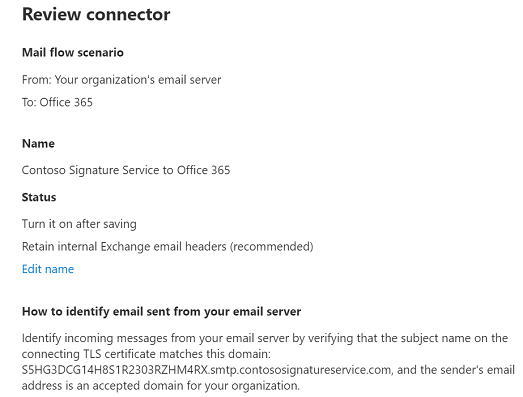 Review connector
Mail flow scenario
From: Your organization's email server
To: Office 365
Name
Contoso Signature Service to Office 365
Status
Turn it on after saving
Retain internal Exchange email headers (recommended)
Edit name
How to identify email sent from your email server
Identify incoming messages from your email server by verifying that the subject name on the
connecting TLS certificate matches this domain:
S5HG3DCG14H8S1R2303RZHM4RX.smtp.contososignatureservice.com, and the sender's email
address is an accepted domain for your organization.